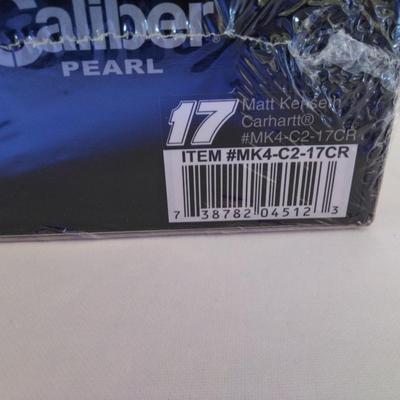 Caliber®
PEARL
17
Matt Kenseth
Carhartt®
#MK4-C2-17CR
ITEM #MK4-C2-17CR
7 38782 04512 3